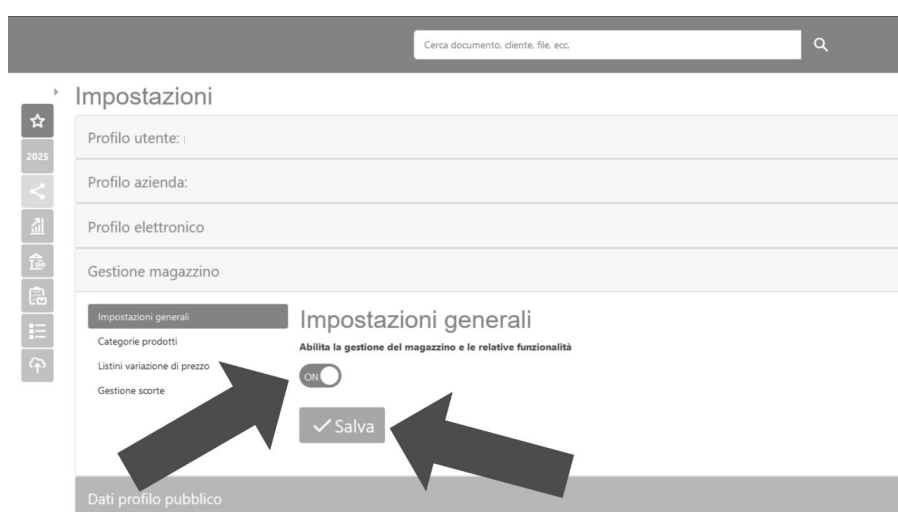 Cerca documento, cliente, file, ecc.
Impostazioni
Profilo utente:
2025
Profilo azienda:
Profilo elettronico
Gestione magazzino
Impostazioni generali
Categorie prodotti
Listini variazione di prezzo
Gestione scorte
Impostazioni generali
Abilita la gestione del magazzino e le relative funzionalità
ON
Salva
Dati profilo pubblico